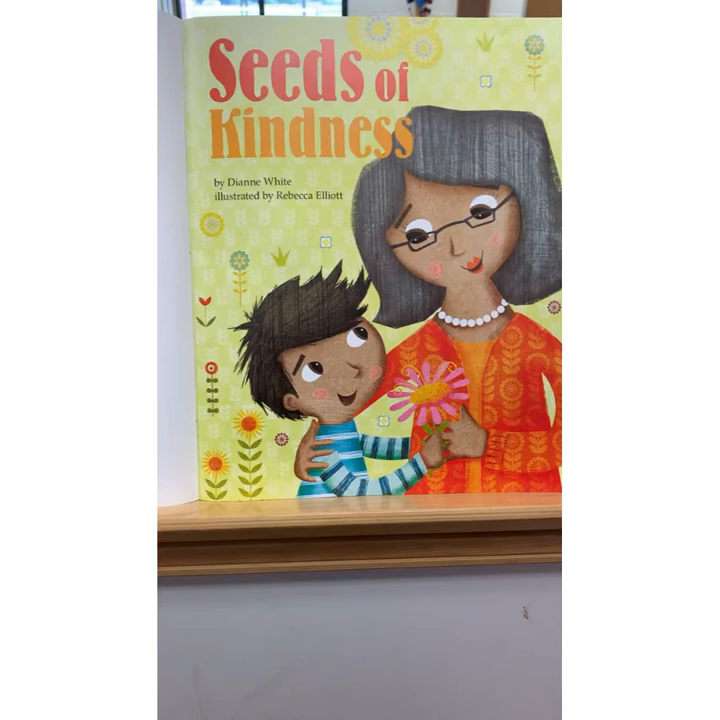 Seeds of
Kindness
by Dianne White
illustrated by Rebecca Elliott